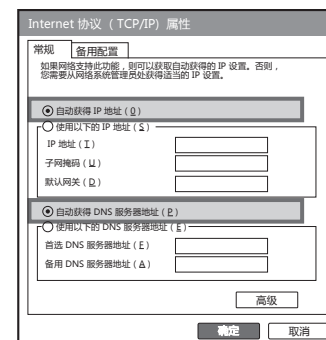 Internet 协议（TCP/IP) 属性
常规 备用配置
如果网络支持此功能，则可以获取自动获得的 IP 设置。否则，
您需要从网络系统管理员处获得适当的 IP 设置。
自动获得 IP 地址 ( O )
使用以下的 IP 地址 ( S )
IP 地址 ( I )
子网掩码 ( U )
默认网关 ( D )
自动获得 DNS 服务器地址 ( P )
使用以下的 DNS 服务器地址 ( E )
首选 DNS 服务器地址 ( F )
备用 DNS 服务器地址 ( A )
高级
确定 取消